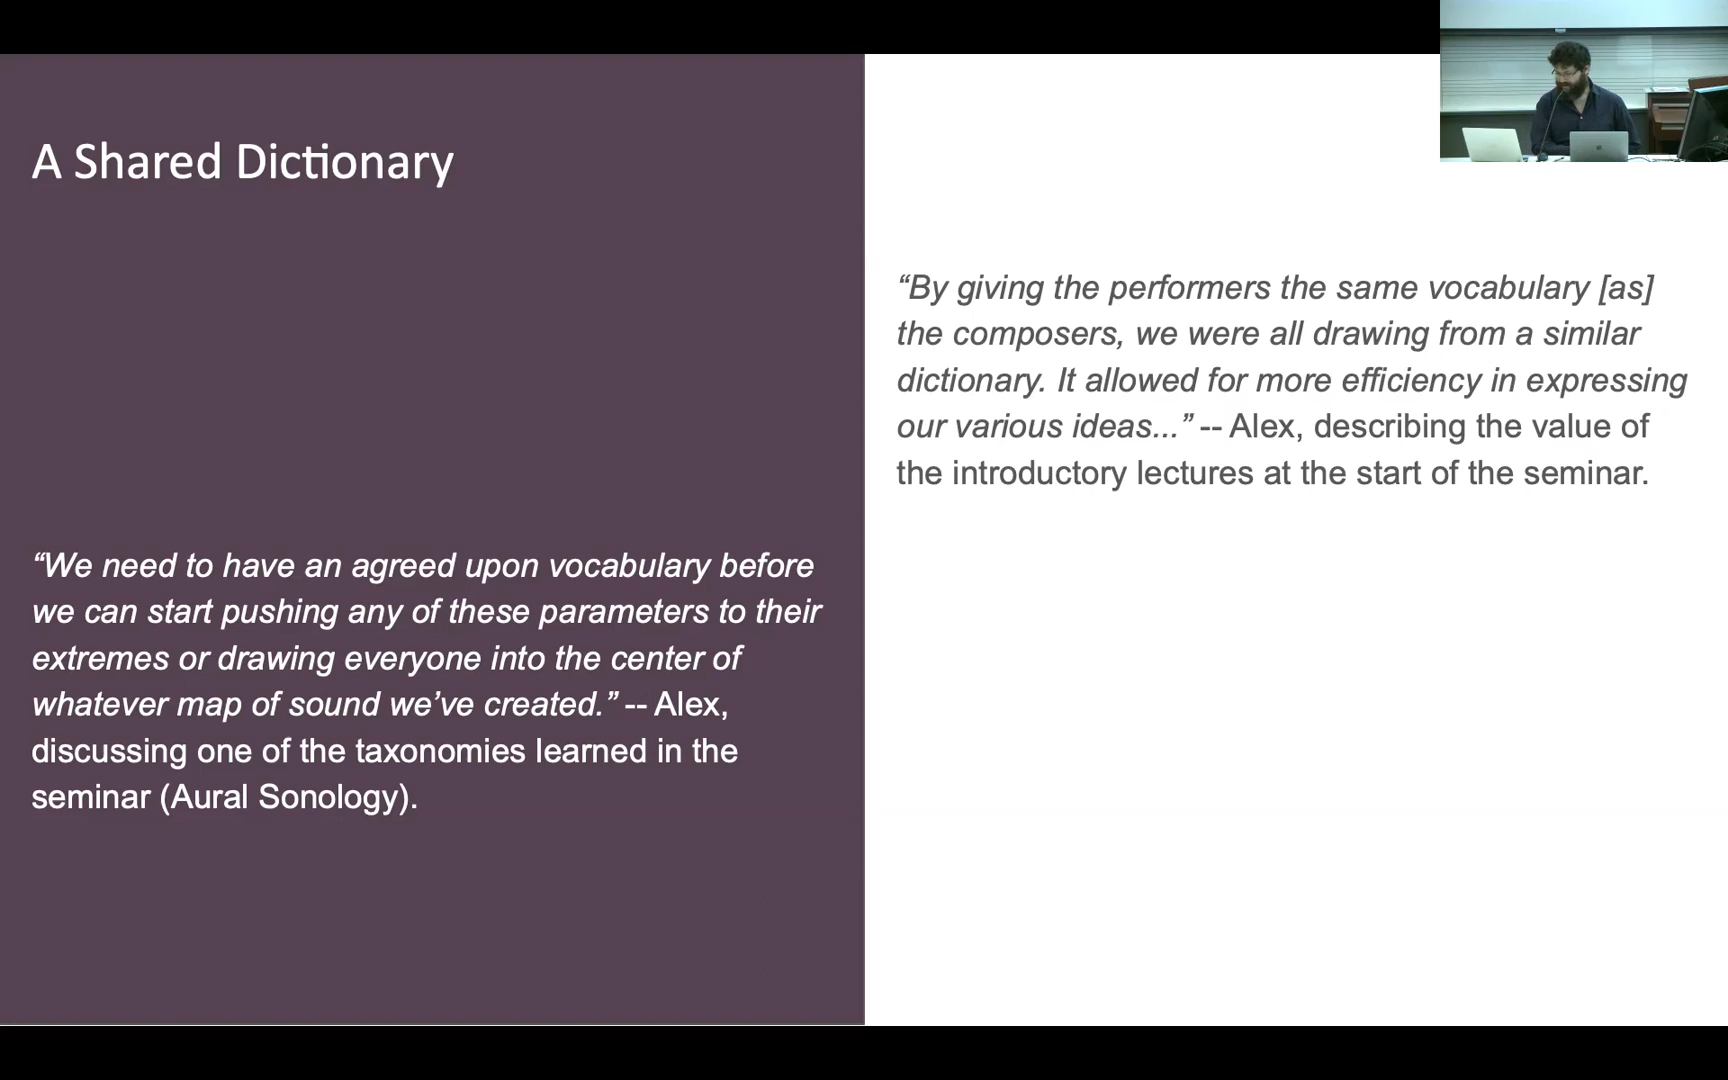 A Shared Dictionary
“We need to have an agreed upon vocabulary before
we can start pushing any of these parameters to their
extremes or drawing everyone into the center of
whatever map of sound we’ve created.” -- Alex,
discussing one of the taxonomies learned in the
seminar (Aural Sonology).
“By giving the performers the same vocabulary [as]
the composers, we were all drawing from a similar
dictionary. It allowed for more efficiency in expressing
our various ideas...” -- Alex, describing the value of
the introductory lectures at the start of the seminar.